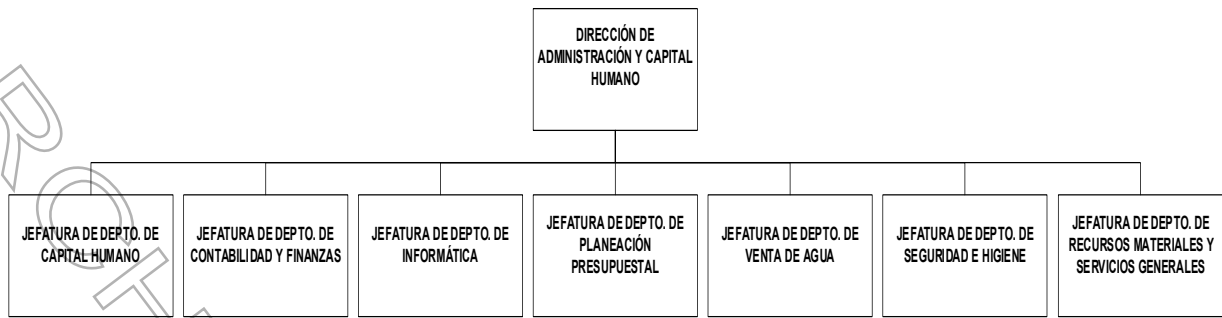 DIRECCIÓN DE
ADMINISTRACIÓN Y CAPITAL
HUMANO
JEFATURA DE DEPTO. DE
CAPITAL HUMANO
JEFATURA DE DEPTO. DE
CONTABILIDAD Y FINANZAS
JEFATURA DE DEPTO. DE
INFORMÁTICA
JEFATURA DE DEPTO. DE
PLANEACIÓN
PRESUPUESTAL
JEFATURA DE DEPTO. DE
VENTA DE AGUA
JEFATURA DE DEPTO. DE
SEGURIDAD E HIGIENE
JEFATURA DE DEPTO. DE
RECURSOS MATERIALES Y
SERVICIOS GENERALES